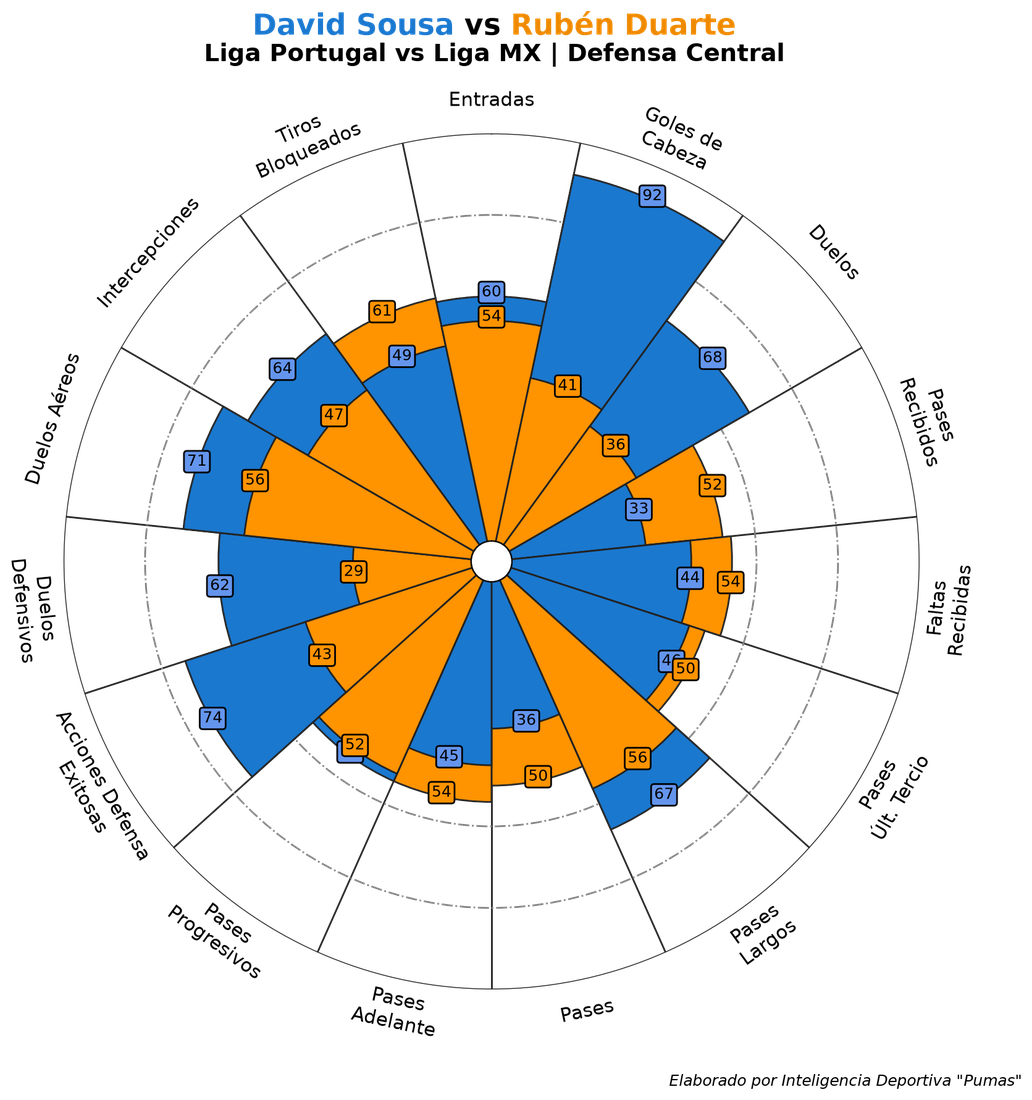 David Sousa vs Rubén Duarte
Liga Portugal vs Liga MX | Defensa Central
Entradas
Goles de
Cabeza
Duelos
Pases
Recibidos
Faltas
Recibidas
Pases
Últ. Tercio
Pases
Largos
Pases
Pases
Adelante
Pases
Progresivos
Acciones Defensa
Exitosas
Duelos
Defensivos
Duelos Aéreos
Intercepciones
Tiros
Bloqueados
60
54
92
41
68
36
33
52
44
54
50
67
56
36
50
45
54
52
74
43
62
29
71
56
64
47
49
61
Elaborado por Inteligencia Deportiva "Pumas"